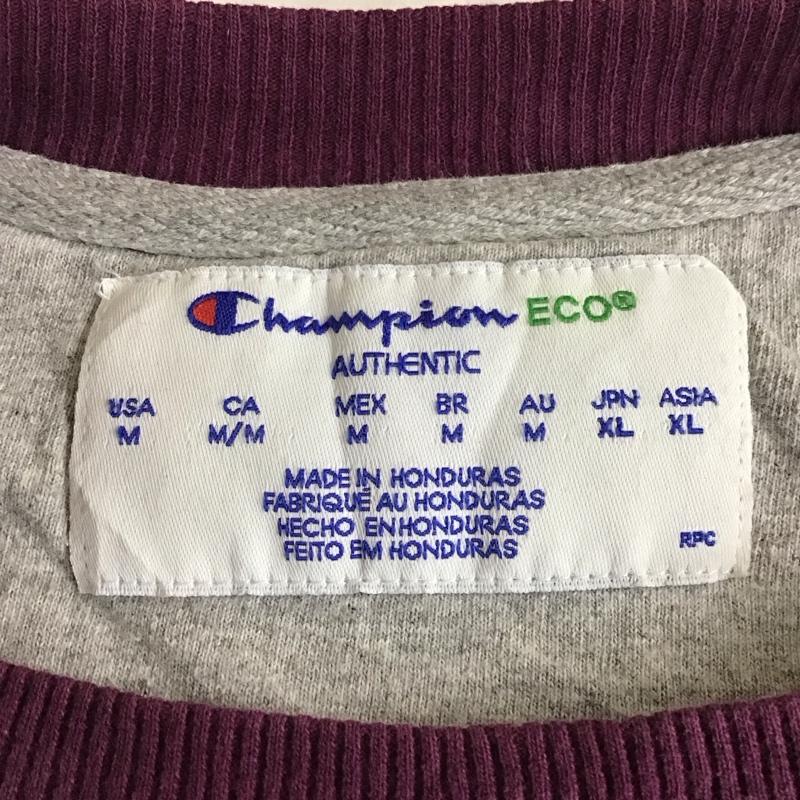 Champion ECO®
AUTHENTIC
USA CA MEX BR AU JPN ASIA
M M/M M M M XL XL
MADE IN HONDURAS
FABRIQUÉ AU HONDURAS
HECHO EN HONDURAS
FEITO EM HONDURAS
RPC